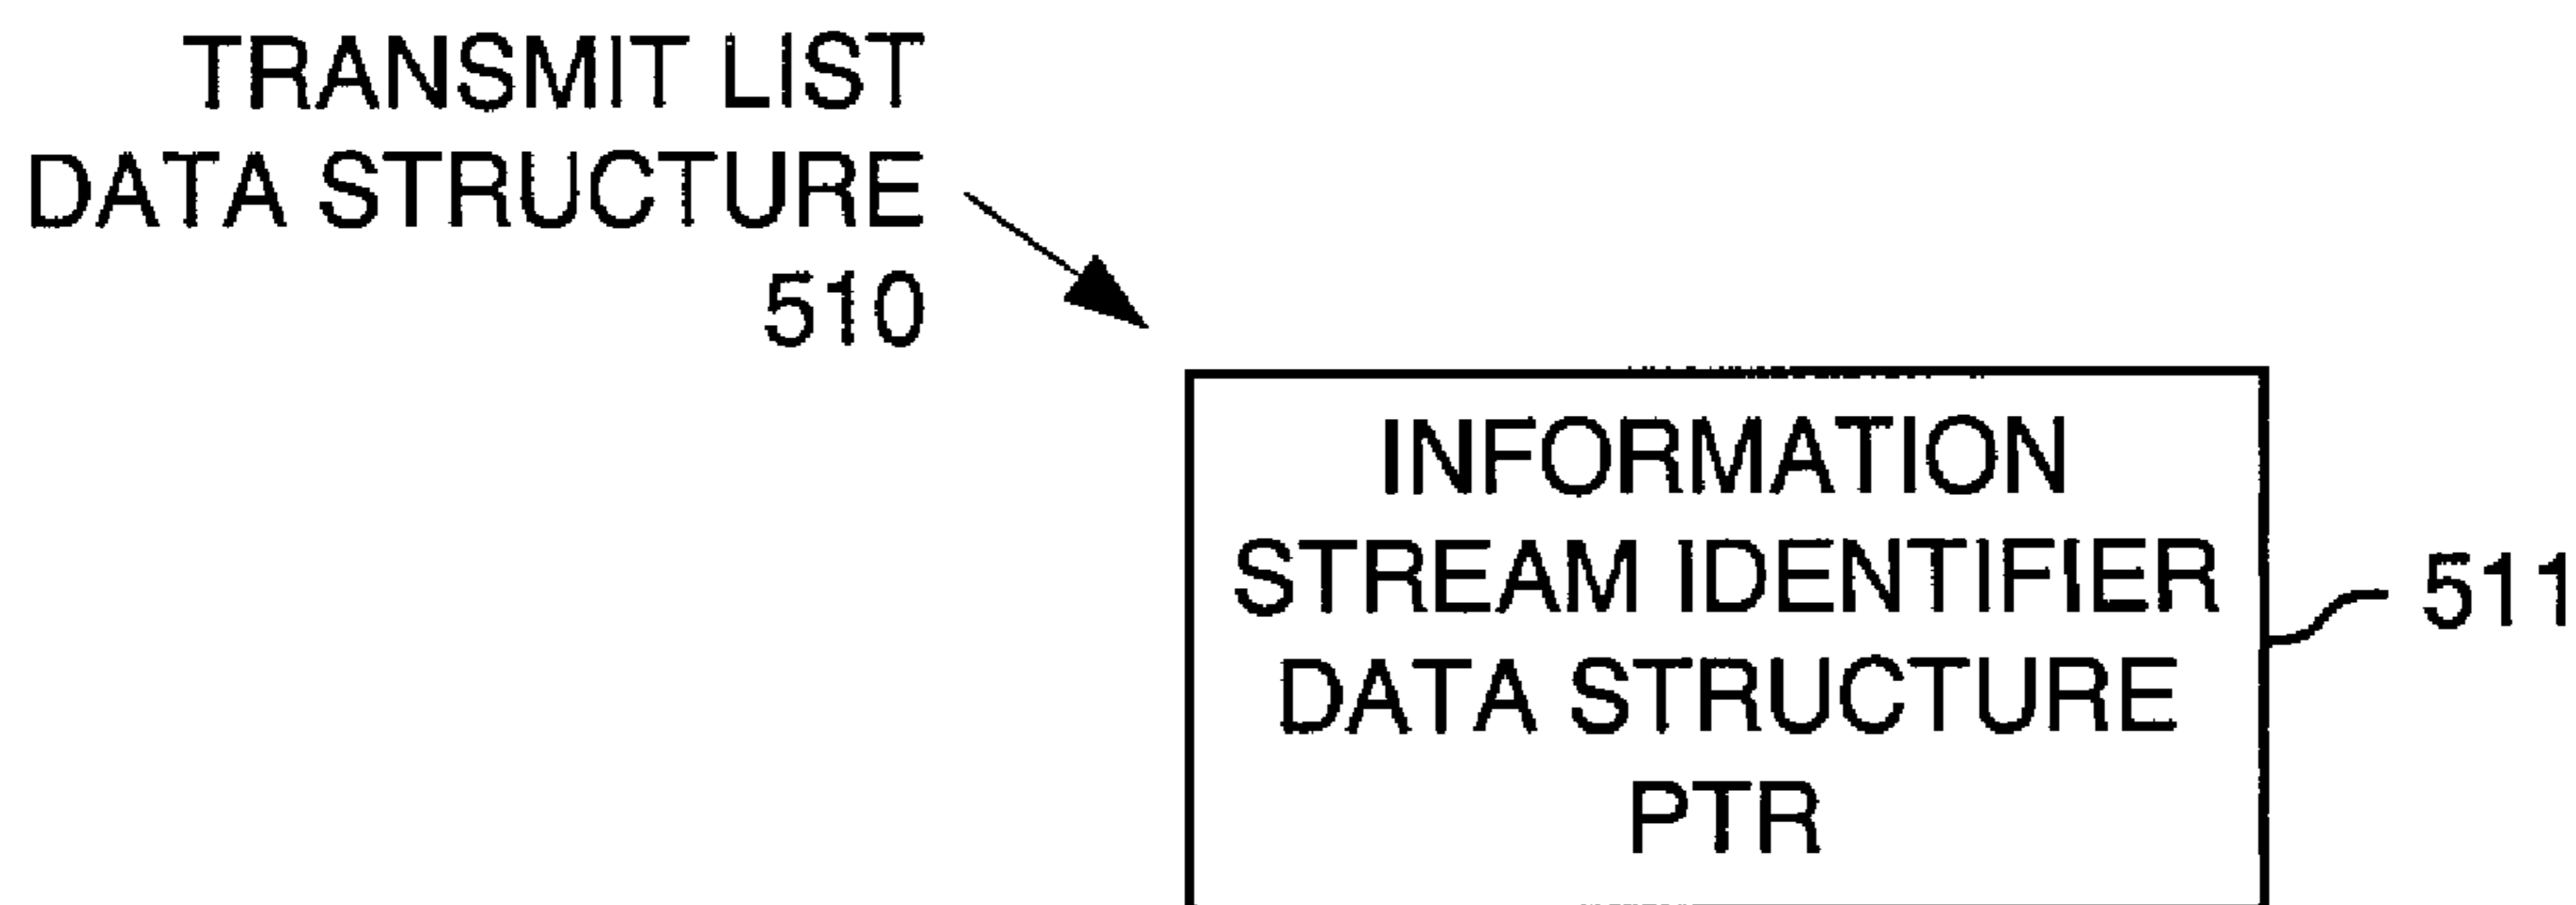 TRANSMIT LIST
DATA STRUCTURE
510
INFORMATION
STREAM IDENTIFIER
DATA STRUCTURE
PTR
511